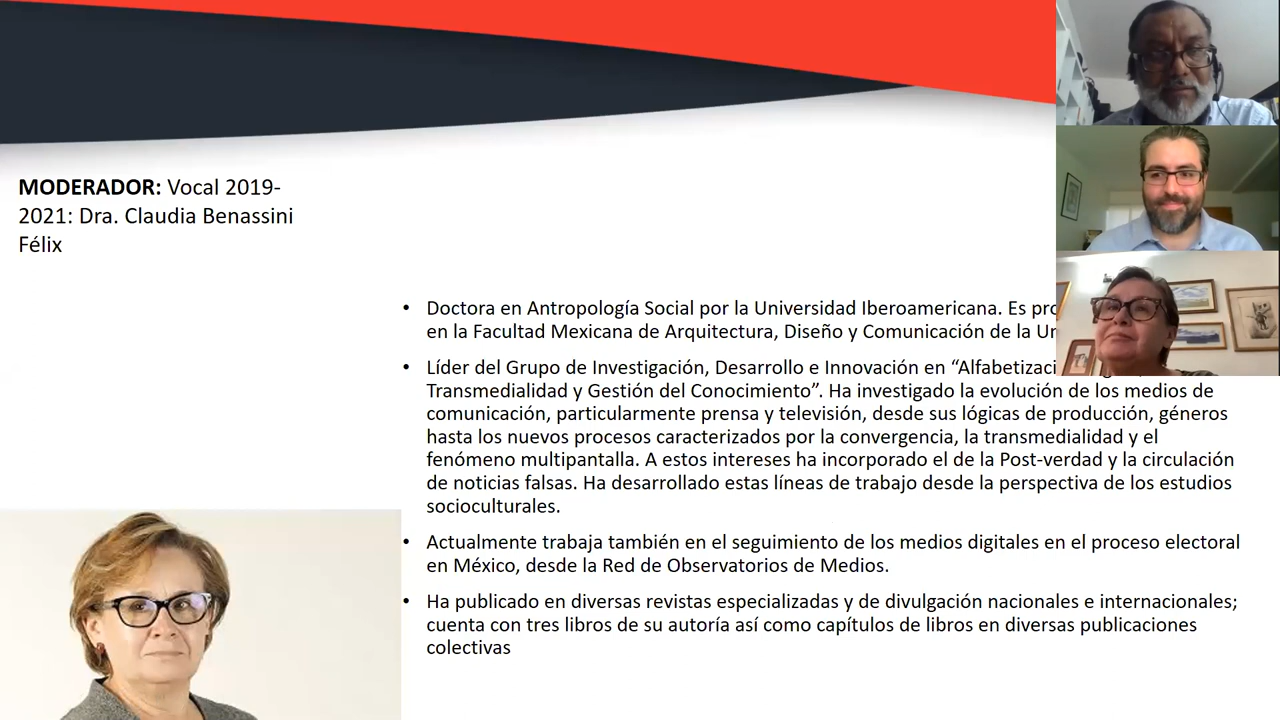 MODERADOR: Vocal 2019-
2021: Dra. Claudia Benassini
Félix
• Doctora en Antropología Social por la Universidad Iberoamericana. Es
en la Facultad Mexicana de Arquitectura, Diseño y Comunicación de la
• Líder del Grupo de Investigación, Desarrollo e Innovación en
Transmedialidad y Gestión del Conocimiento”. Ha investigado la evolución de los medios de
comunicación, particularmente prensa y televisión, desde sus lógicas de producción, géneros
hasta los nuevos procesos caracterizados por la convergencia, la transmedialidad y el
fenómeno multipantalla. A estos intereses ha incorporado el de la Post-verdad y la circulación
de noticias falsas. Ha desarrollado estas líneas de trabajo desde la perspectiva de los estudios
socioculturales.
• Actualmente trabaja también en el seguimiento de los medios digitales en el proceso electoral
en México, desde la Red de Observatorios de Medios.
• Ha publicado en diversas revistas especializadas y de divulgación nacionales e internacionales;
cuenta con tres libros de su autoría así como capítulos de libros en diversas publicaciones
colectivas